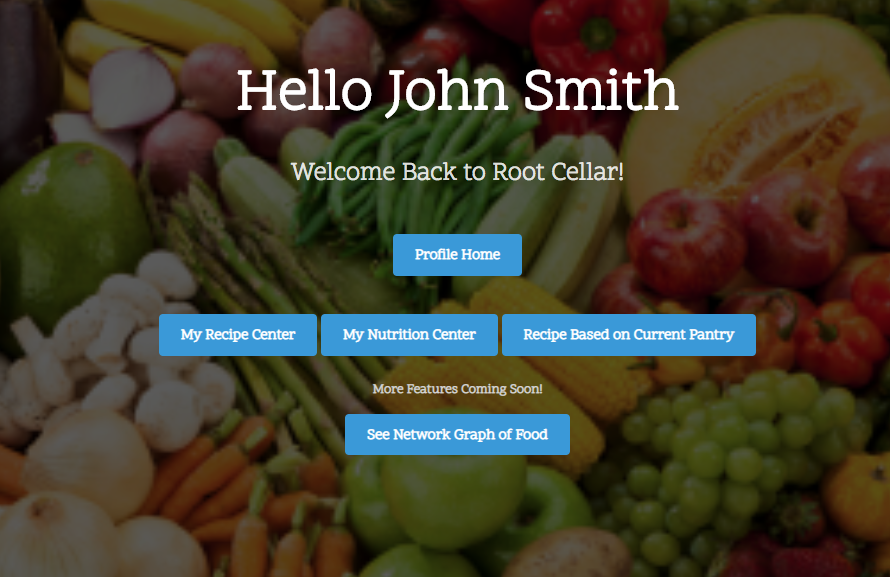 Hello John Smith
Welcome Back to Root Cellar!
Profile Home
My Recipe Center My Nutrition Center Recipe Based on Current Pantry
More Features Coming Soon!
See Network Graph of Food